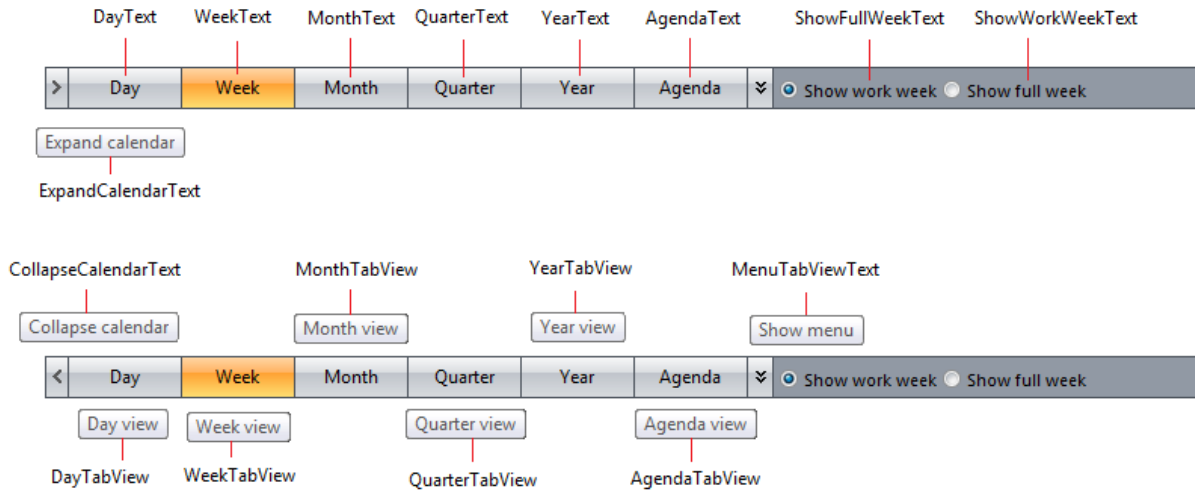 DayText WeekText MonthText QuarterText YearText AgendaText ShowFullWeekText ShowWorkWeekText
Day Week Month Quarter Year Agenda Show work week Show full week
Expand calendar
ExpandCalendarText
CollapseCalendarText MonthTabView YearTabView MenuTabViewText
Collapse calendar Month view Year view Show menu
Day Week Month Quarter Year Agenda Show work week Show full week
Day view Week view Quarter view Agenda view
DayTabView WeekTabView QuarterTabView AgendaTabView